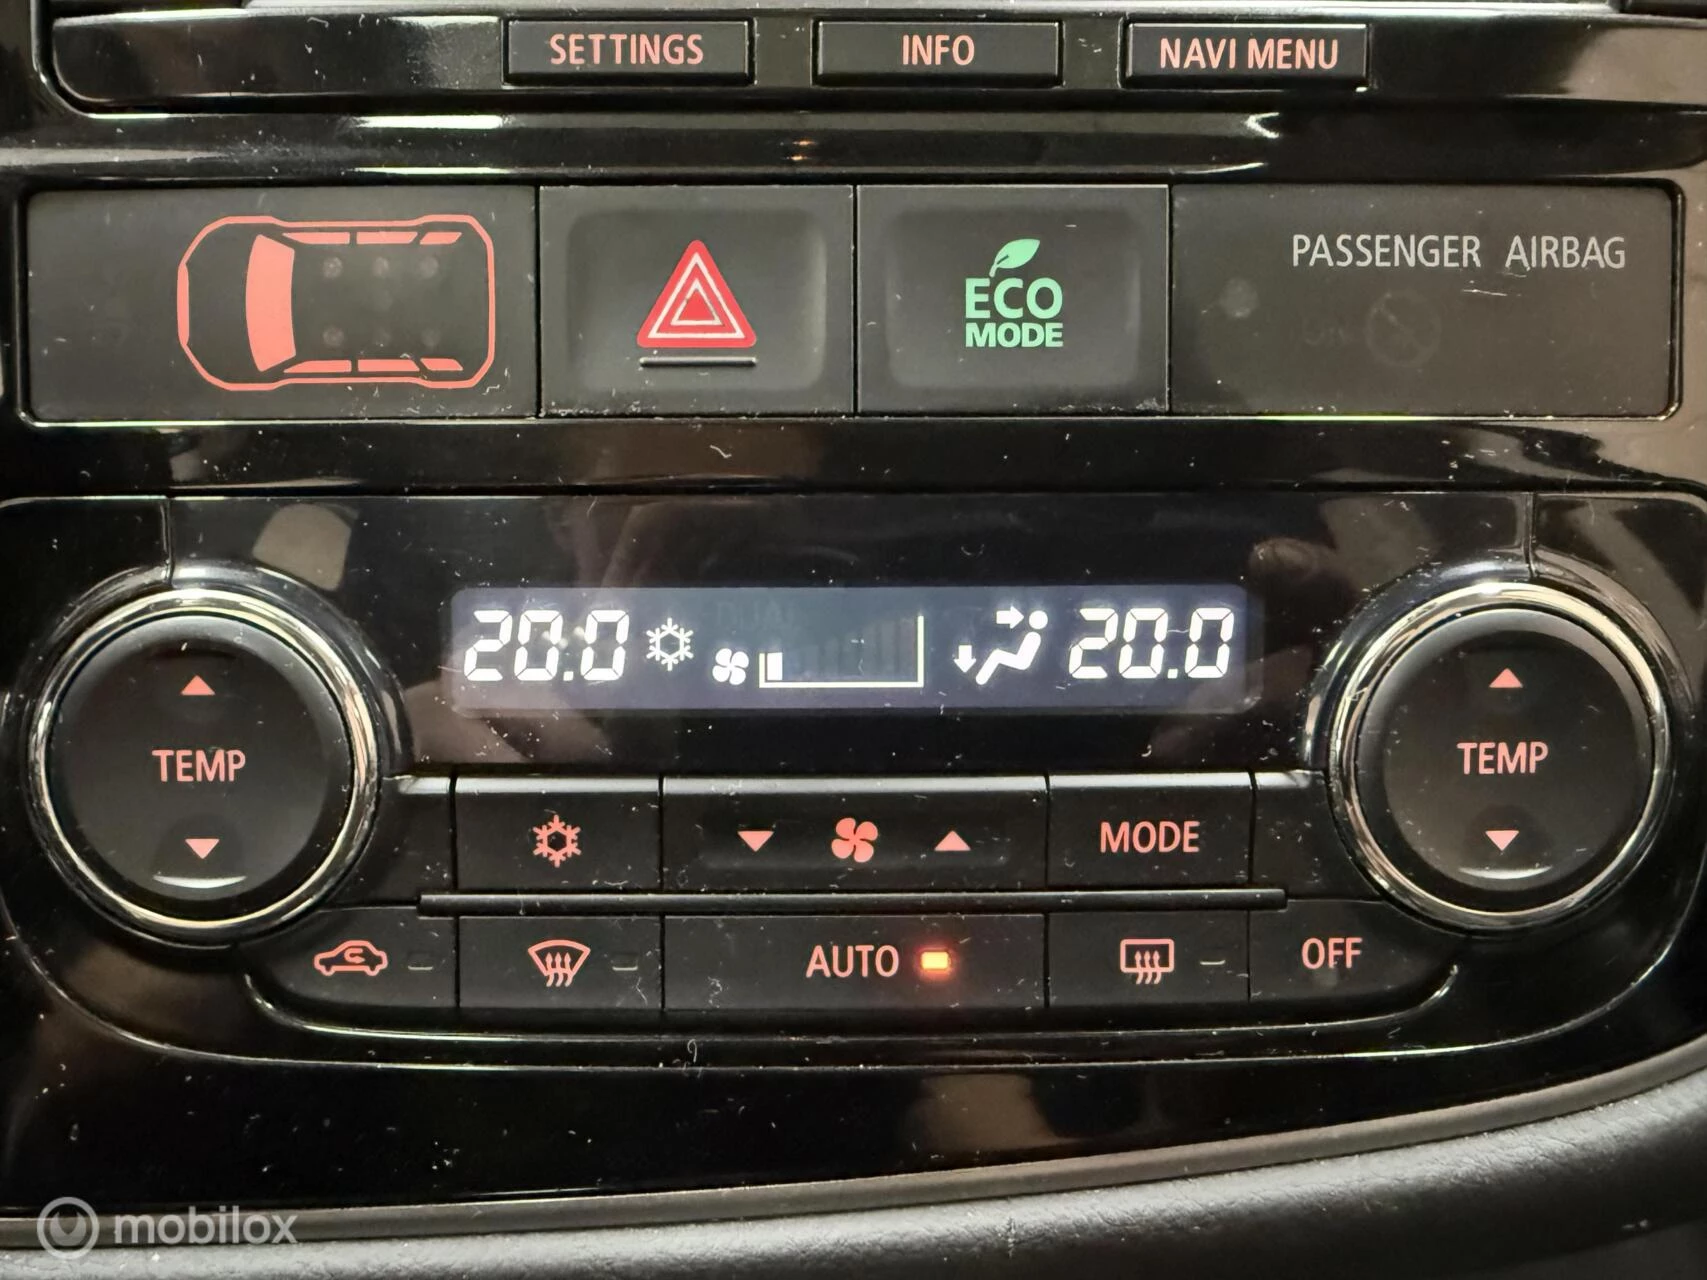 SETTINGS
INFO
NAVI MENU
ECO
MODE
PASSENGER AIRBAG
20.0
20.0
TEMP
TEMP
MODE
AUTO
OFF
mobilox